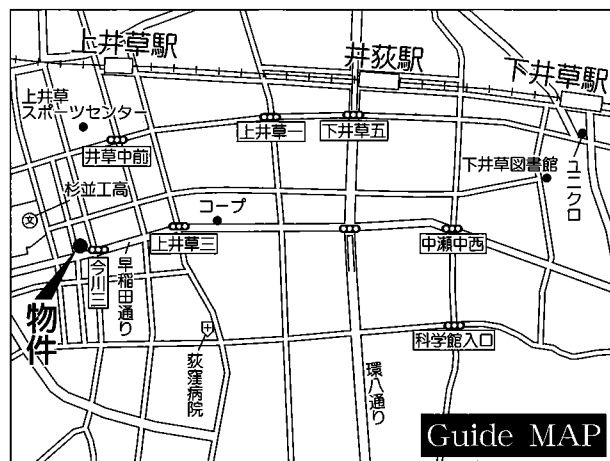 上井草駅
井荻駅
下井草駅
上井草
スポーツセンター
井草中前
上井草一
下井草五
下井草図書館
ユニクロ
杉並工高
文
コープ
上井草三
中瀬中西
今川二
早稲田通り
物件
荻窪病院
環八通り
科学館入口
Guide MAP